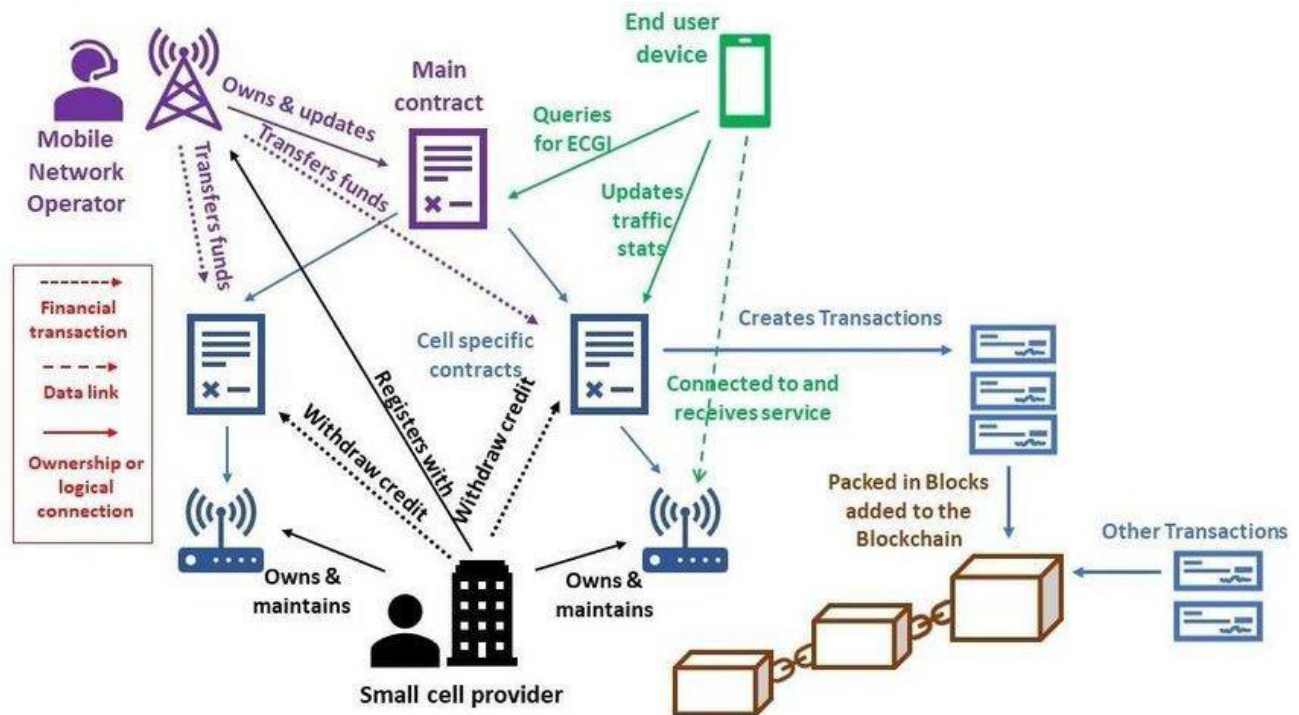 End user
device
Mobile
Network
Operator
Owns & updates
Main
contract
Transfers funds
Transfers funds
Queries
for ECGI
Updates
traffic
stats
Financial
transaction
Data link
Ownership or
logical
connection
Cell specific
contracts
Creates Transactions
Connected to and
receives service
Registers with
Withdraw credit
Withdraw credit
Packed in Blocks
added to the
Blockchain
Other Transactions
Owns &
maintains
Owns &
maintains
Small cell provider